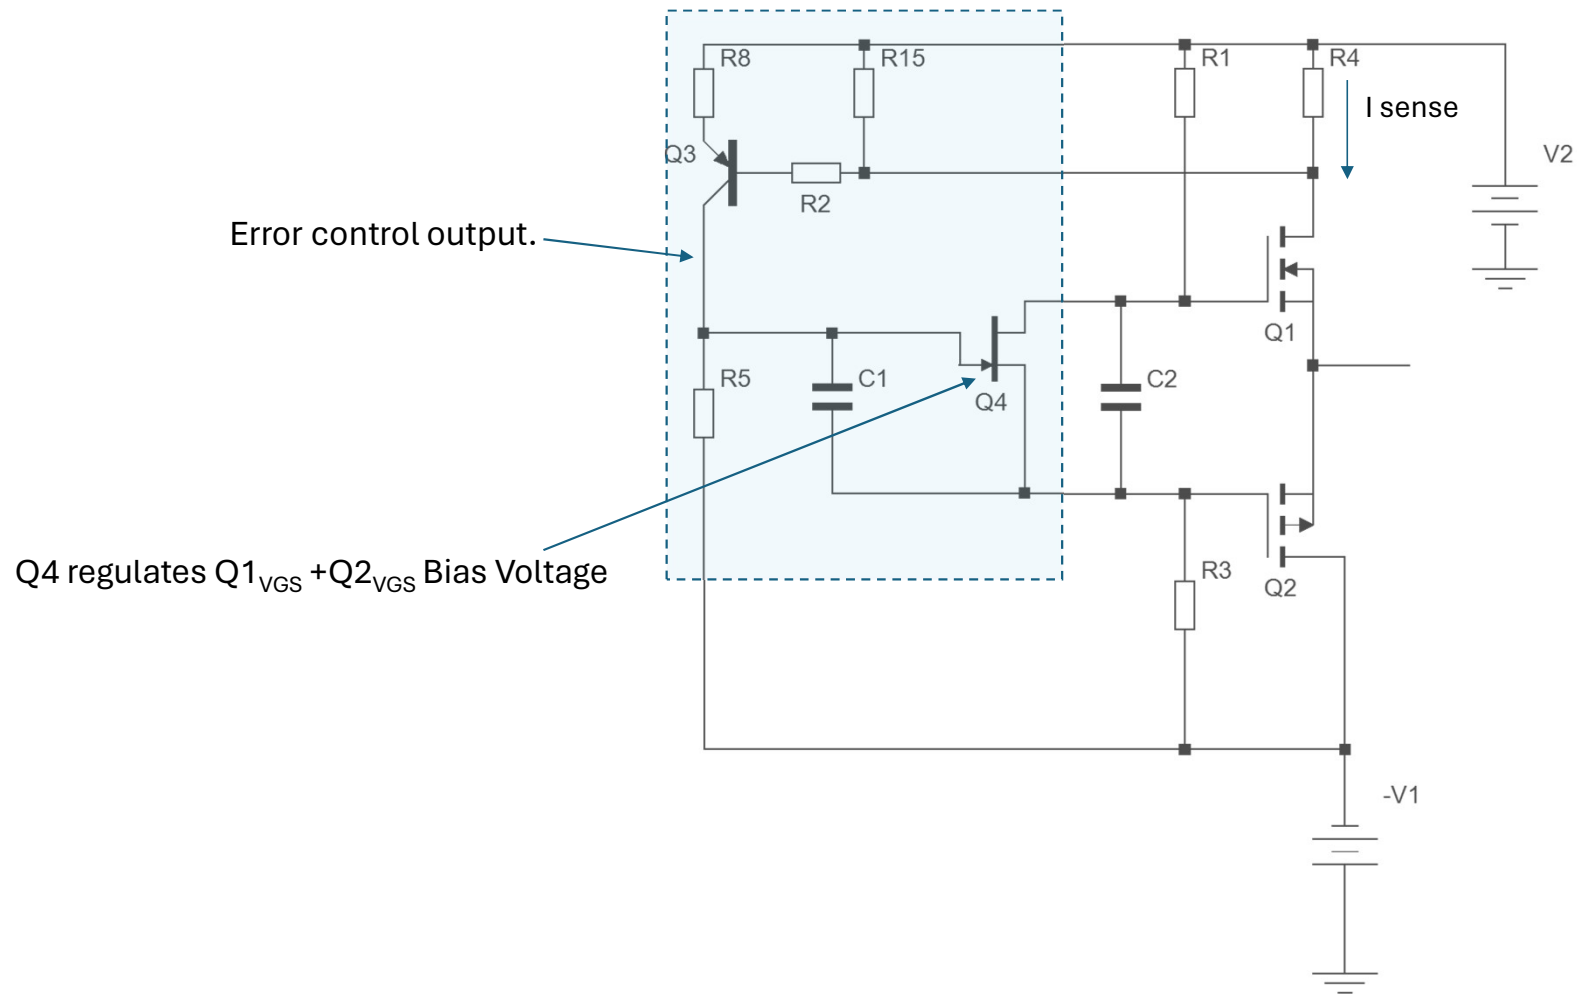 R8
R15
R1
R4
I sense
Q3
V2
R2
Error control output.
Q1
R5
C1
C2
Q4
Q4 regulates Q1VGS +Q2VGS Bias Voltage
R3
Q2
-V1